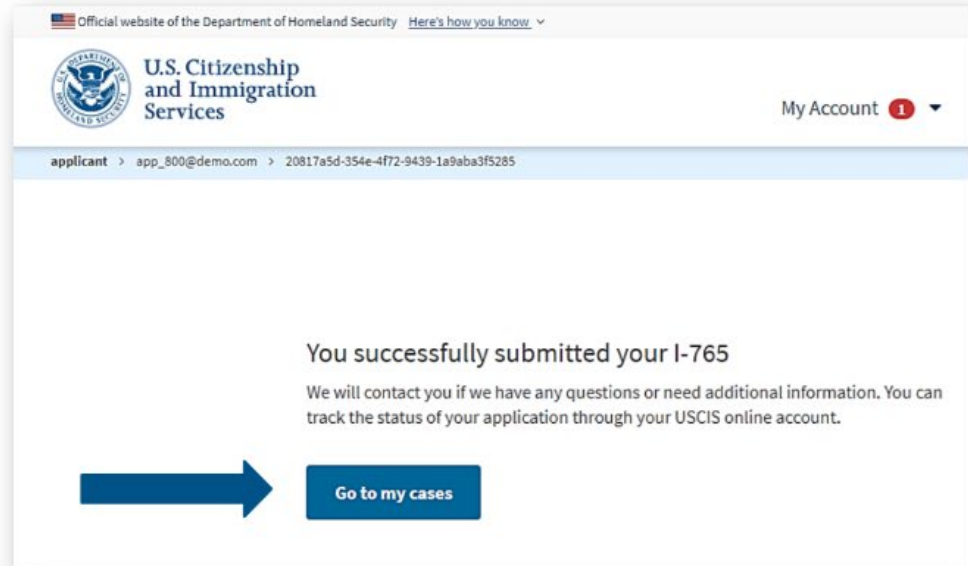 Official website of the Department of Homeland Security Here's how you know
U.S. Citizenship
and Immigration
Services
My Account 1
applicant > app_800@demo.com > 20817a5d-354e-4f72-9439-1a9aba3f5285
You successfully submitted your I-765
We will contact you if we have any questions or need additional information. You can
track the status of your application through your USCIS online account.
Go to my cases